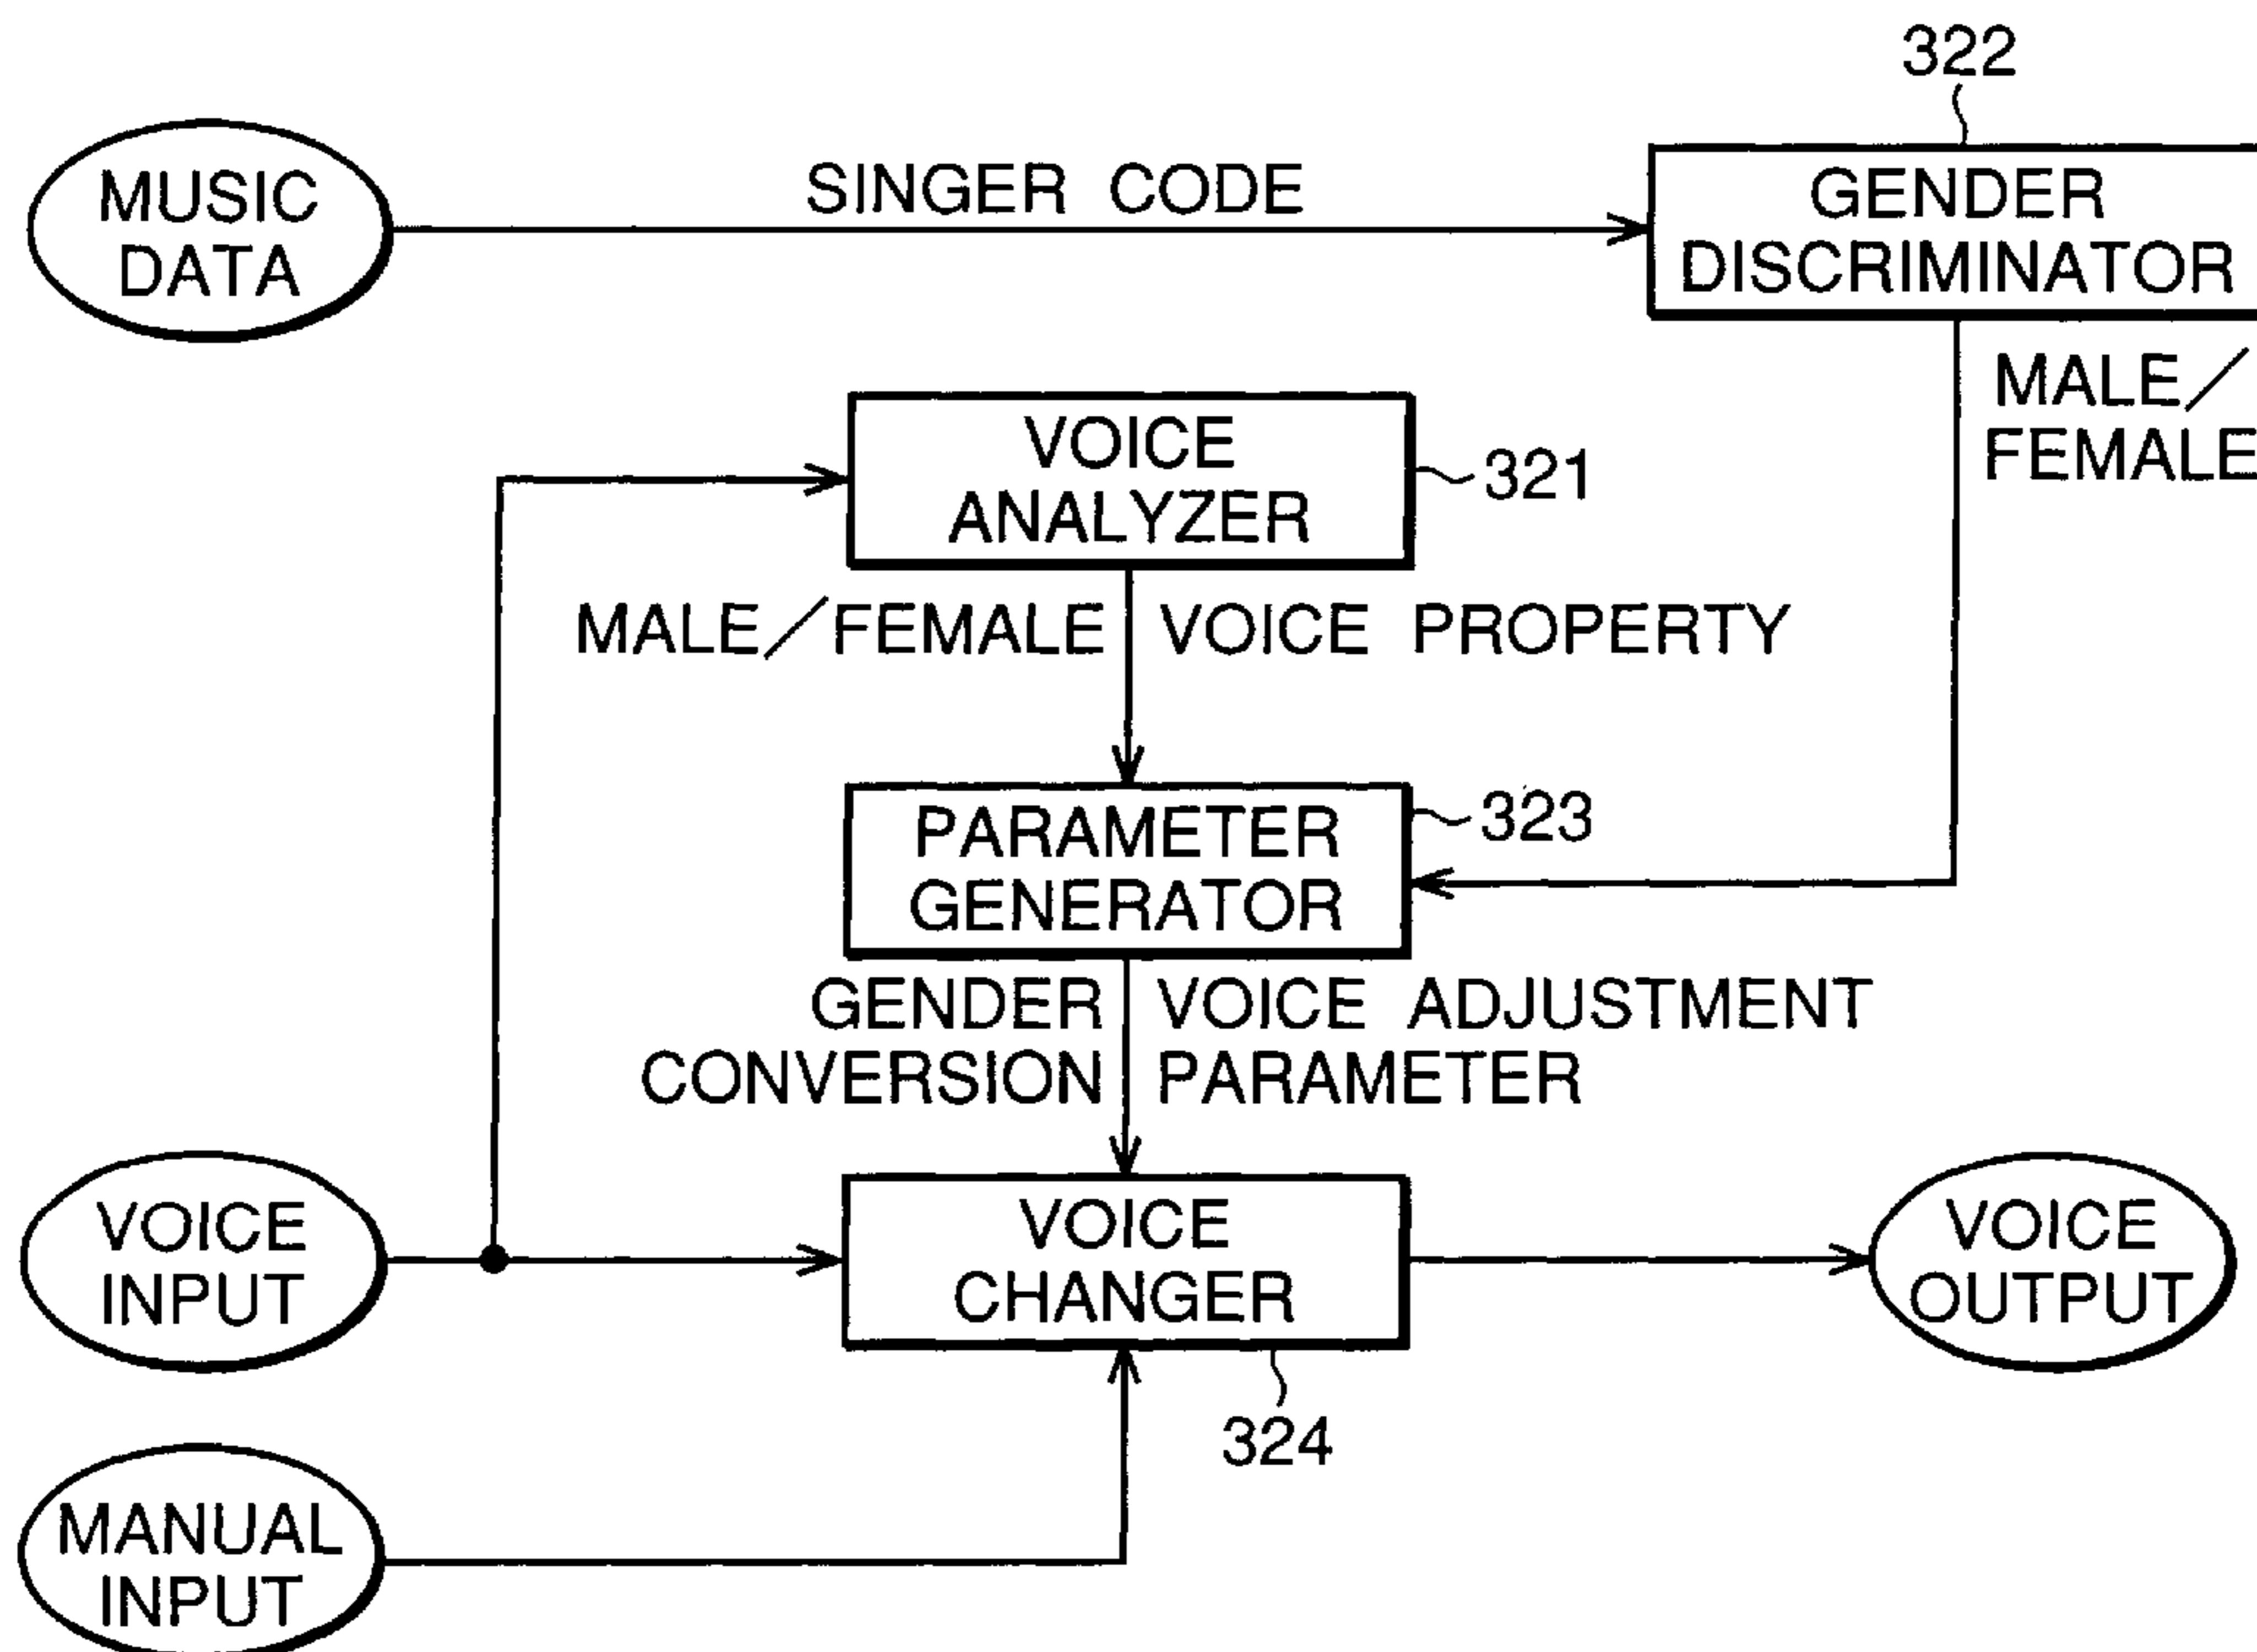 322
MUSIC
DATA
SINGER CODE
GENDER
DISCRIMINATOR
MALE/
FEMALE
VOICE
ANALYZER
321
MALE/FEMALE
VOICE PROPERTY
PARAMETER
GENERATOR
323
GENDER
CONVERSION
VOICE ADJUSTMENT
PARAMETER
VOICE
INPUT
VOICE
CHANGER
VOICE
OUTPUT
324
MANUAL
INPUT